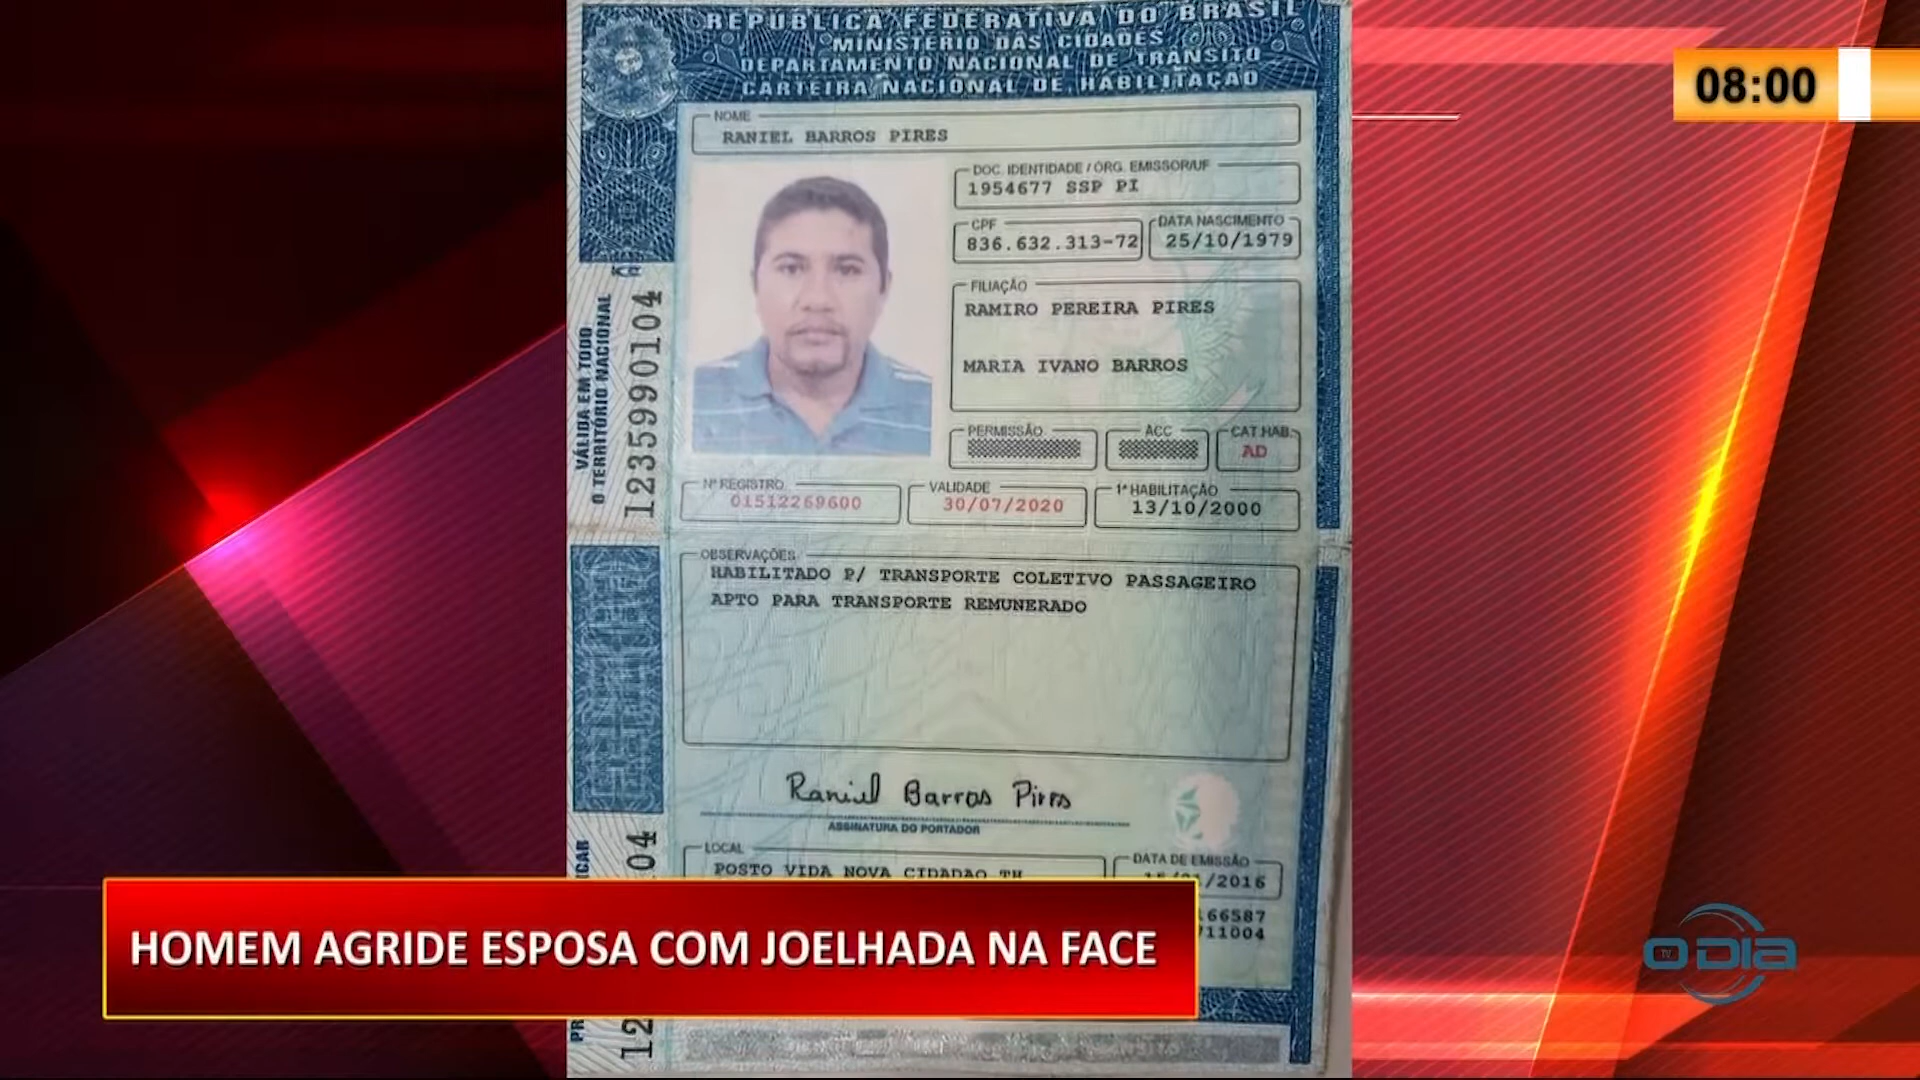 REPÚBLICA FEDERATIVA DO BRASIL
MINISTÉRIO DAS CIDADES
DEPARTAMENTO NACIONAL DE TRÂNSITO
CARTEIRA NACIONAL DE HABILITAÇÃO
08:00
NOME
RANIEL BARROS PIRES
DOC. IDENTIDADE / ÓRG. EMISSOR/UF
1954677 SSP PI
CPF
836.632.313-72
DATA NASCIMENTO
25/10/1979
FILIAÇÃO
RAMIRO PEREIRA PIRES
MARIA IVANO BARROS
PERMISSÃO
ACC
CAT.HAB.
AD
Nº REGISTRO
01512269600
VALIDADE
30/07/2020
1ª HABILITAÇÃO
13/10/2000
VÁLIDA EM TODO
O TERRITÓRIO NACIONAL
1235990104
OBSERVAÇÕES
HABILITADO P/ TRANSPORTE COLETIVO PASSAGEIRO
APTO PARA TRANSPORTE REMUNERADO
Raniel Barros Pires
ASSINATURA DO PORTADOR
LOCAL
POSTO VIDA NOVA CIDADAO TH
DATA DE EMISSÃO
/2016
66587
711004
HOMEM AGRIDE ESPOSA COM JOELHADA NA FACE
O DIA
TV